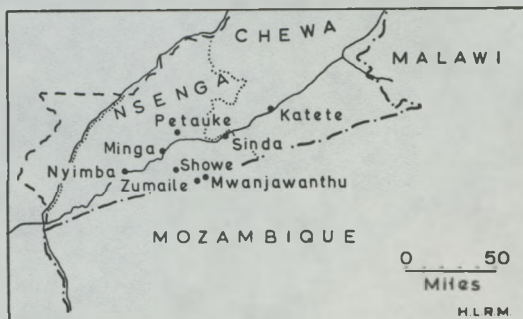 CHEWA
MALAWI
NSENGA
Petauke
Katete
Minga
Sinda
Nyimba
Showe
Zumaile
Mwanjawanthu
MOZAMBIQUE
0 50
Miles
H.L.R.M.